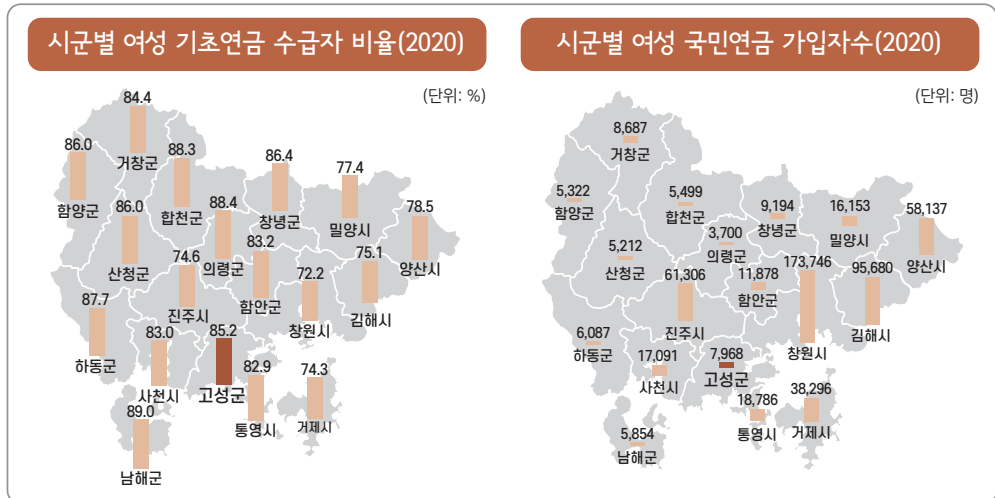 시군별 여성 기초연금 수급자 비율(2020)
(단위: %)
84.4
거창군
86.0
함양군
88.3
합천군
86.4
창녕군
77.4
밀양시
86.0
산청군
88.4
의령군
78.5
양산시
83.2
함안군
75.1
김해시
74.6
진주시
72.2
창원시
87.7
하동군
83.0
사천시
85.2
고성군
82.9
통영시
74.3
거제시
89.0
남해군
시군별 여성 국민연금 가입자수(2020)
(단위: 명)
8,687
거창군
5,322
함양군
5,499
합천군
9,194
창녕군
16,153
밀양시
58,137
양산시
3,700
의령군
5,212
산청군
173,746
창원시
61,306
진주시
11,878
함안군
95,680
김해시
6,087
하동군
17,091
사천시
7,968
고성군
18,786
통영시
38,296
거제시
5,854
남해군